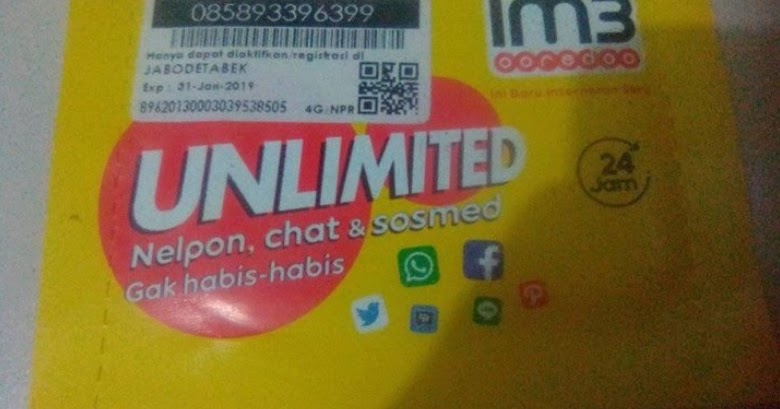 085893396399
Hanya dapat diaktifkan/registrasi di
JABODETABEK
Exp : 31-Jan-2019
89620130003039538505 4G/NPR
IM3
ooredoo
UNLIMITED
24
Jam
Nelpon, chat & sosmed
Gak habis-habis